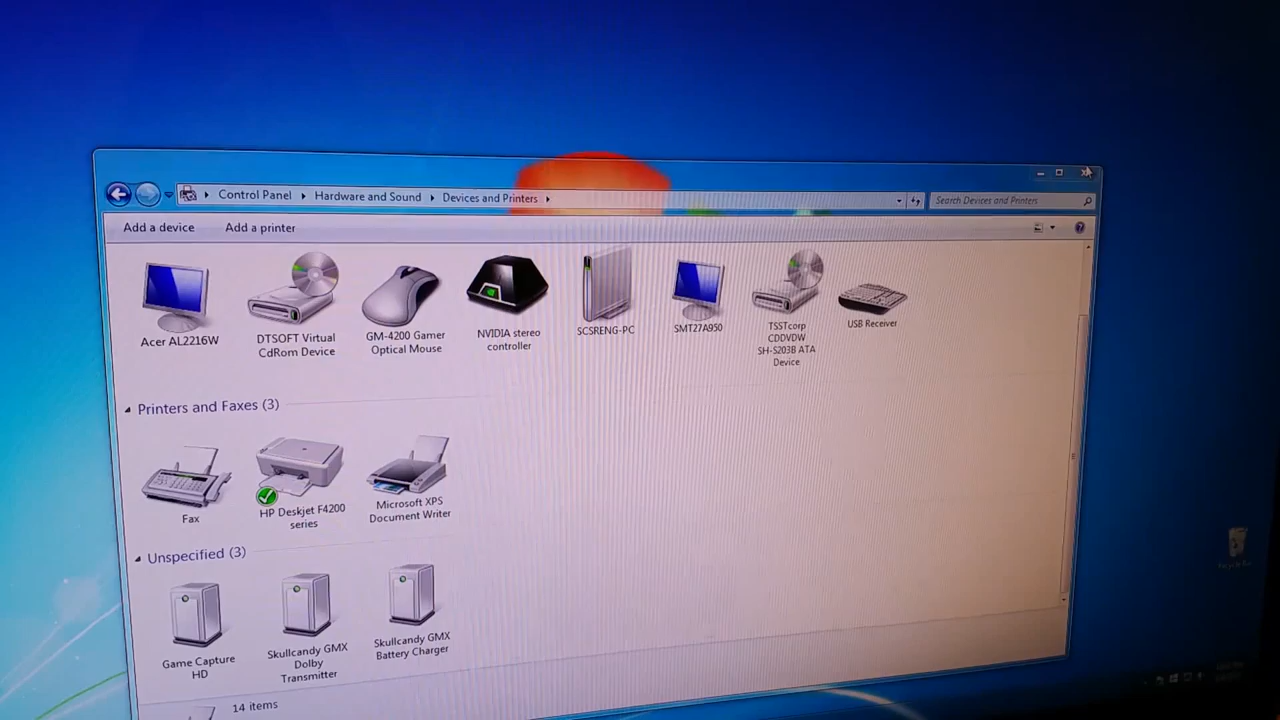 Control Panel Hardware and Sound Devices and Printers Search Devices and Printers
Add a device Add a printer
Acer AL2216W
DTSOFT Virtual
CdRom Device
GM-4200 Gamer
Optical Mouse
NVIDIA stereo
controller
SCSRENG-PC
SMT27A950
TSSTcorp
CDDVDW
SH-S203B ATA
Device
USB Receiver
Printers and Faxes (3)
Fax
HP Deskjet F4200
series
Microsoft XPS
Document Writer
Unspecified (3)
Game Capture
HD
Skullcandy GMX
Dolby
Transmitter
Skullcandy GMX
Battery Charger
14 items